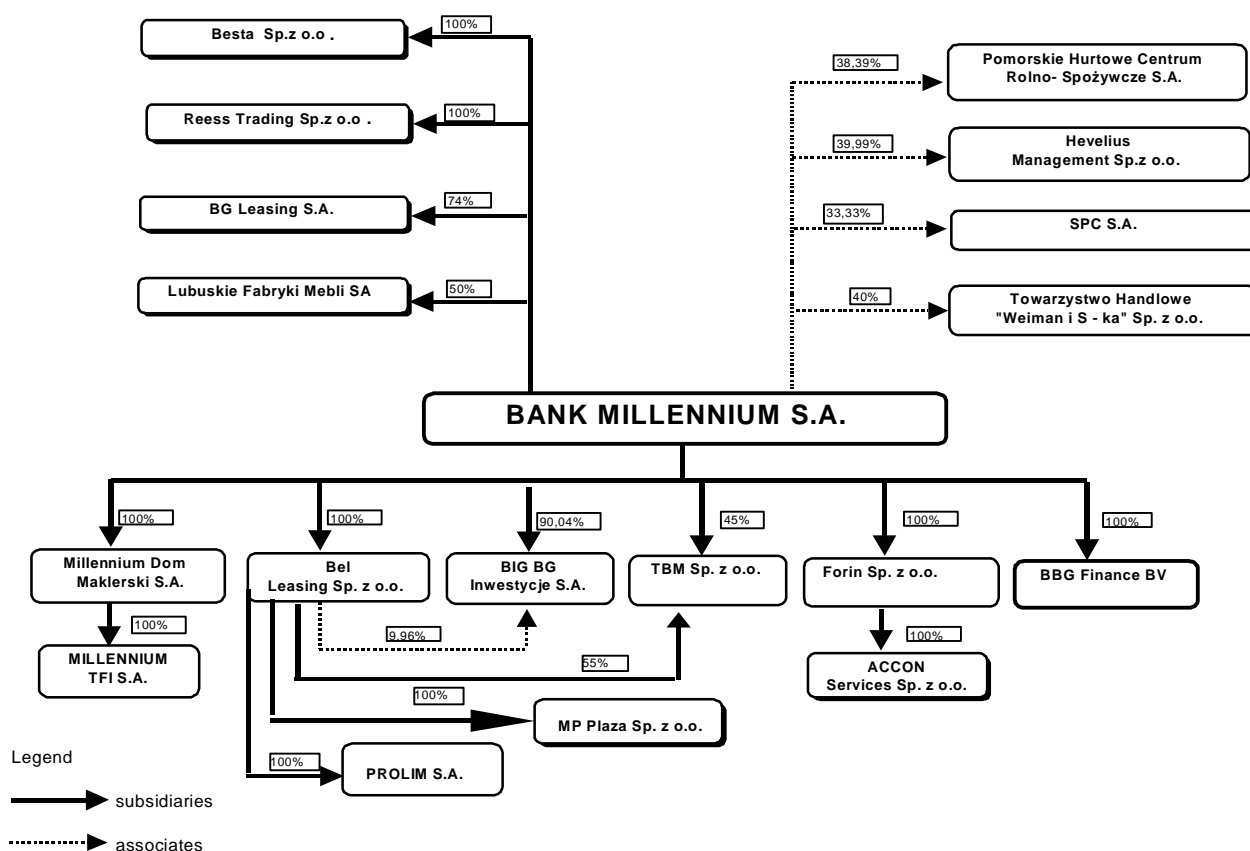 100%
Besta Sp.z o.o .
38,39%
Pomorskie Hurtowe Centrum
Rolno- Spożywcze S.A.
100%
Reess Trading Sp.z o.o .
39,99%
Hevelius
Management Sp.z o.o.
74%
BG Leasing S.A.
33,33%
SPC S.A.
50%
Lubuskie Fabryki Mebli SA
40%
Towarzystwo Handlowe
"Weiman i S - ka" Sp. z o.o.
BANK MILLENNIUM S.A.
100%
100%
90,04%
45%
100%
100%
Millennium Dom
Maklerski S.A.
Bel
Leasing Sp. z o.o.
BIG BG
Inwestycje S.A.
TBM Sp. z o.o.
Forin Sp. z o.o.
BBG Finance BV
100%
9.96%
100%
MILLENNIUM
TFI S.A.
55%
ACCON
Services Sp. z o.o.
100%
MP Plaza Sp. z o.o.
100%
PROLIM S.A.
Legend
subsidiaries
associates